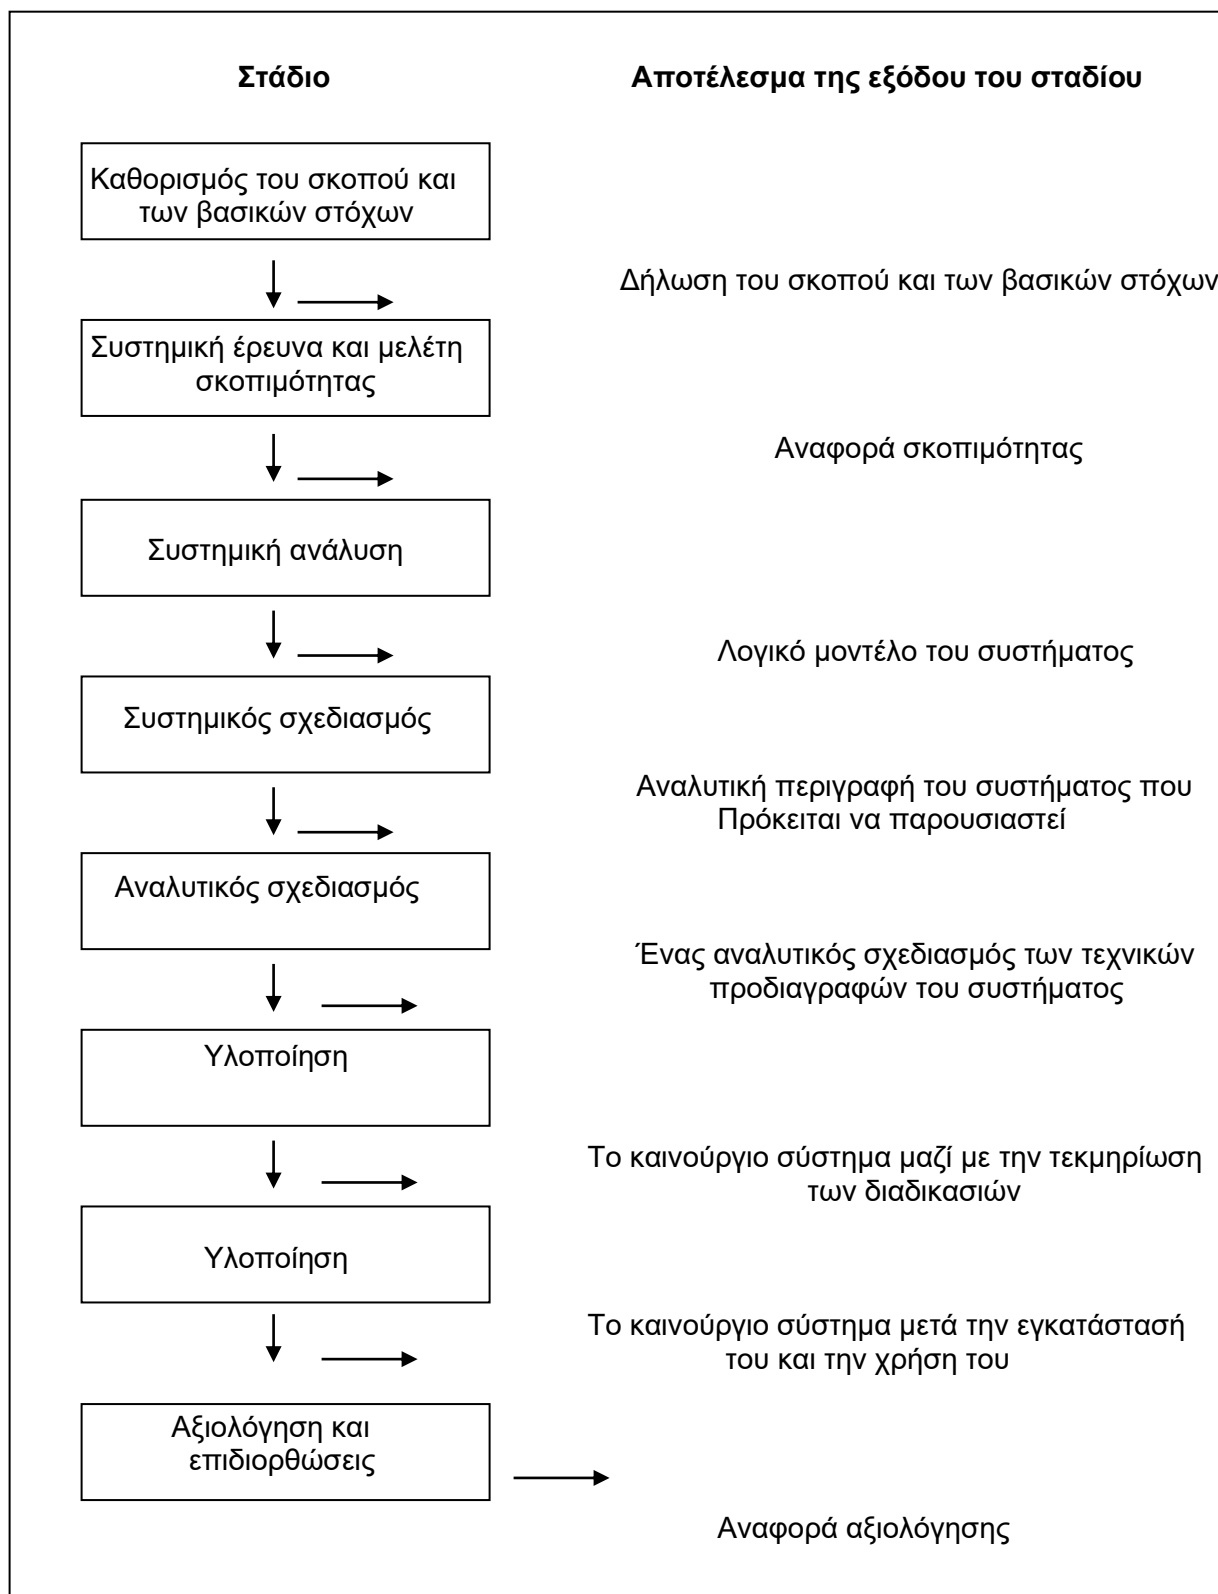 Στάδιο
Αποτέλεσμα της εξόδου του σταδίου
Καθορισμός του σκοπού και
των βασικών στόχων
Δήλωση του σκοπού και των βασικών στόχων
Συστημική έρευνα και μελέτη
σκοπιμότητας
Αναφορά σκοπιμότητας
Συστημική ανάλυση
Λογικό μοντέλο του συστήματος
Συστημικός σχεδιασμός
Αναλυτική περιγραφή του συστήματος που
Πρόκειται να παρουσιαστεί
Αναλυτικός σχεδιασμός
Ένας αναλυτικός σχεδιασμός των τεχνικών
προδιαγραφών του συστήματος
Υλοποίηση
Το καινούργιο σύστημα μαζί με την τεκμηρίωση
των διαδικασιών
Υλοποίηση
Το καινούργιο σύστημα μετά την εγκατάστασή
του και την χρήση του
Αξιολόγηση και
επιδιορθώσεις
Αναφορά αξιολόγησης